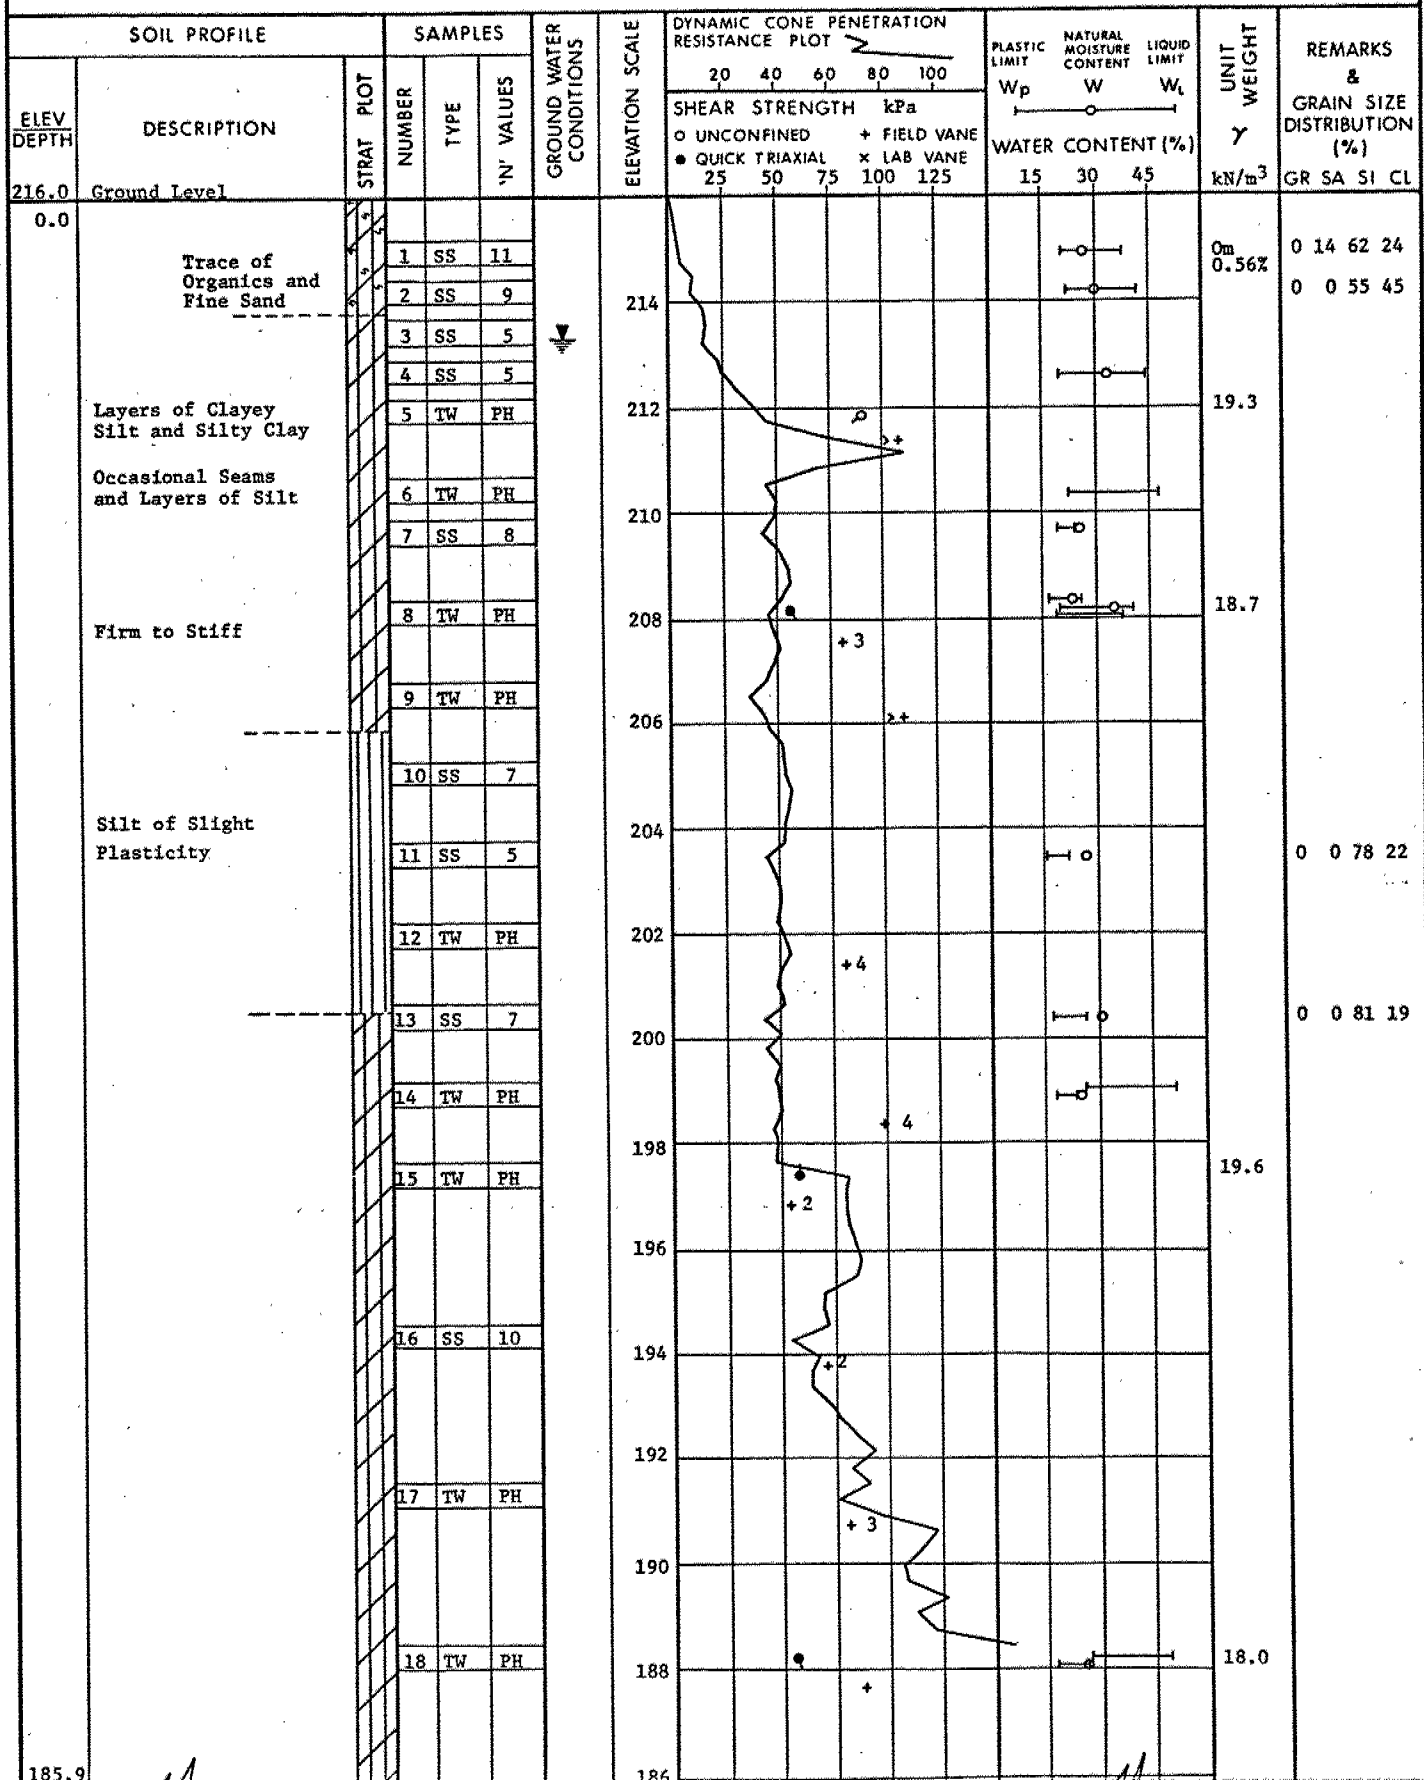 SOIL PROFILE
SAMPLES
GROUND WATER
CONDITIONS
ELEVATION SCALE
DYNAMIC CONE PENETRATION
RESISTANCE PLOT
20 40 60 80 100
SHEAR STRENGTH kPa
o UNCONFINED + FIELD VANE
● QUICK TRIAXIAL x LAB VANE
25 50 75 100 125
PLASTIC
LIMIT
NATURAL
MOISTURE
CONTENT
LIQUID
LIMIT
Wp W WL
WATER CONTENT (%)
15 30 45
UNIT
WEIGHT
γ
kN/m³
REMARKS
&
GRAIN SIZE
DISTRIBUTION
(%)
GR SA SI CL
ELEV
DEPTH
DESCRIPTION
STRAT PLOT
NUMBER
TYPE
'N' VALUES
216.0 Ground Level
0.0
Trace of
Organics and
Fine Sand
1 SS 11
Om
0.56%
0 14 62 24
2 SS 9
0 0 55 45
214
3 SS 5
4 SS 5
Layers of Clayey
Silt and Silty Clay
5 TW PH
212
19.3
>+
Occasional Seams
and Layers of Silt
6 TW PH
210
7 SS 8
8 TW PH
208
18.7
Firm to Stiff
+3
9 TW PH
206
>+
10 SS 7
Silt of Slight
Plasticity
204
11 SS 5
0 0 78 22
12 TW PH
202
+4
13 SS 7
0 0 81 19
200
14 TW PH
+ 4
198
15 TW PH
19.6
+2
196
16 SS 10
194
+2
192
17 TW PH
+ 3
190
18 TW PH
188
18.0
+
185.9
186